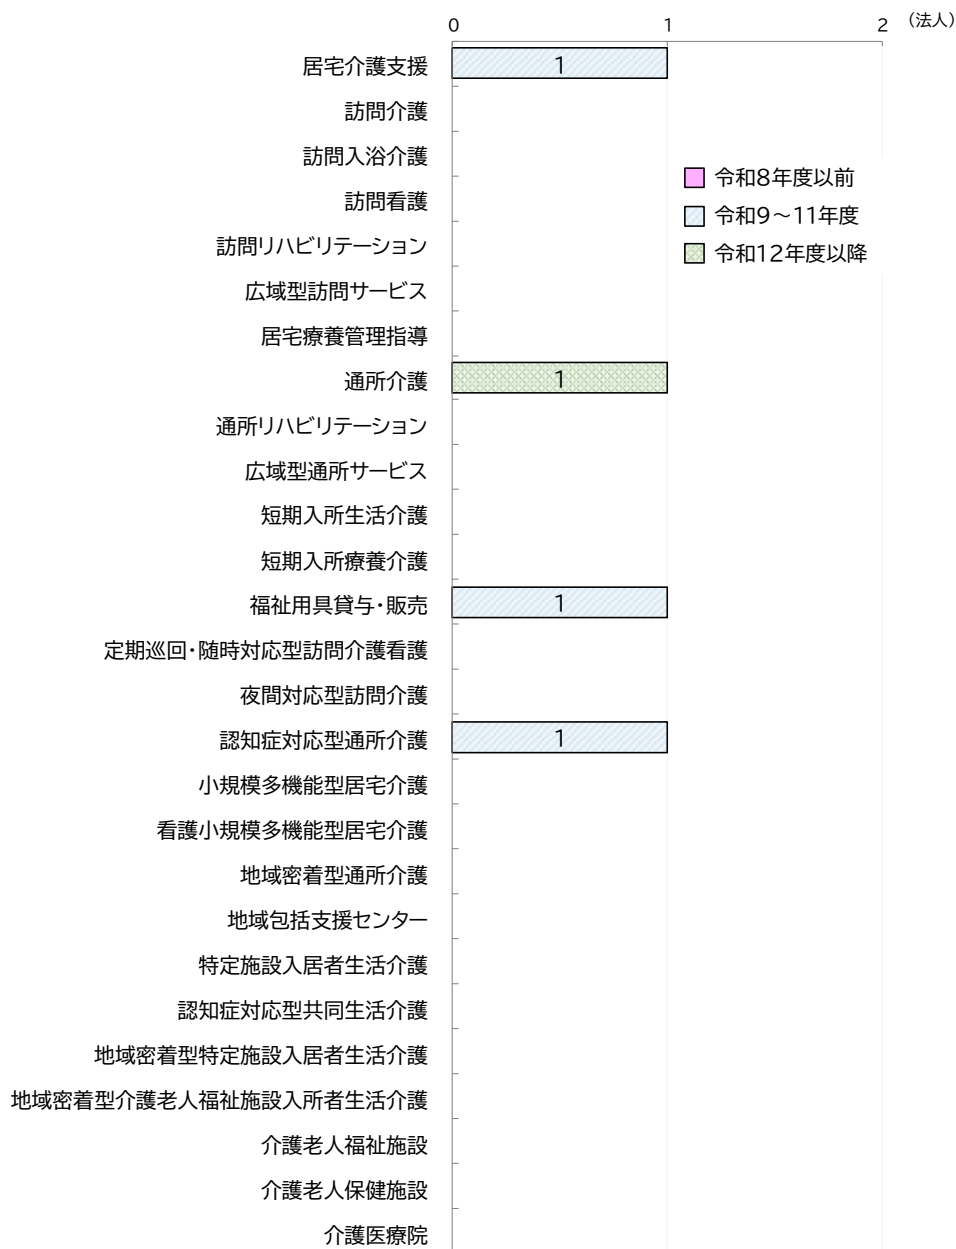 0 1 2 （法人）
居宅介護支援 1
訪問介護
訪問入浴介護
令和8年度以前
訪問看護
令和9～11年度
訪問リハビリテーション
令和12年度以降
広域型訪問サービス
居宅療養管理指導
通所介護 1
通所リハビリテーション
広域型通所サービス
短期入所生活介護
短期入所療養介護
福祉用具貸与・販売 1
定期巡回・随時対応型訪問介護看護
夜間対応型訪問介護
認知症対応型通所介護 1
小規模多機能型居宅介護
看護小規模多機能型居宅介護
地域密着型通所介護
地域包括支援センター
特定施設入居者生活介護
認知症対応型共同生活介護
地域密着型特定施設入居者生活介護
地域密着型介護老人福祉施設入所者生活介護
介護老人福祉施設
介護老人保健施設
介護医療院